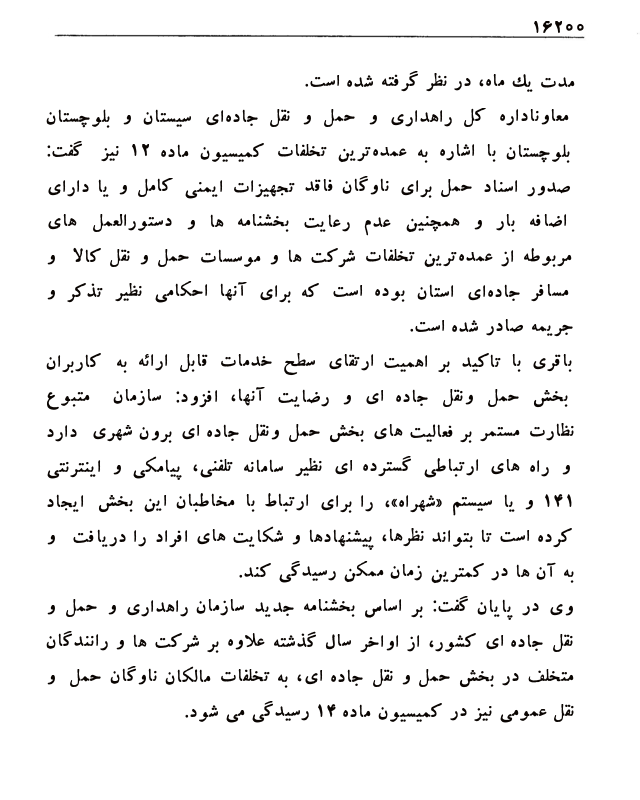 ۱۶۲۰۰
مدت یك ماه، در نظر گرفته شده است.
معاوناداره کل راهداری و حمل و نقل جاده‌ای سیستان و بلوچستان
بلوچستان با اشاره به عمده‌ترین تخلفات کمیسیون ماده ۱۲ نیز گفت:
صدور اسناد حمل برای ناوگان فاقد تجهیزات ایمنی کامل و یا دارای
اضافه بار و همچنین عدم رعایت بخشنامه ها و دستورالعمل های
مربوطه از عمده‌ترین تخلفات شرکت ها و موسسات حمل و نقل کالا و
مسافر جاده‌ای استان بوده است که برای آنها احکامی نظیر تذکر و
جریمه صادر شده است.
باقری با تاکید بر اهمیت ارتقای سطح خدمات قابل ارائه به کاربران
بخش حمل ونقل جاده ای و رضایت آنها، افزود: سازمان متبوع
نظارت مستمر بر فعالیت های بخش حمل ونقل جاده ای برون شهری دارد
و راه های ارتباطی گسترده ای نظیر سامانه تلفنی، پیامکی و اینترنتی
۱۴۱ و یا سیستم «شهراه»، را برای ارتباط با مخاطبان این بخش ایجاد
کرده است تا بتواند نظرها، پیشنهادها و شکایت های افراد را دریافت و
به آن ها در کمترین زمان ممکن رسیدگی کند.
وی در پایان گفت: بر اساس بخشنامه جدید سازمان راهداری و حمل و
نقل جاده ای کشور، از اواخر سال گذشته علاوه بر شرکت ها و رانندگان
متخلف در بخش حمل و نقل جاده ای، به تخلفات مالکان ناوگان حمل و
نقل عمومی نیز در کمیسیون ماده ۱۴ رسیدگی می شود.